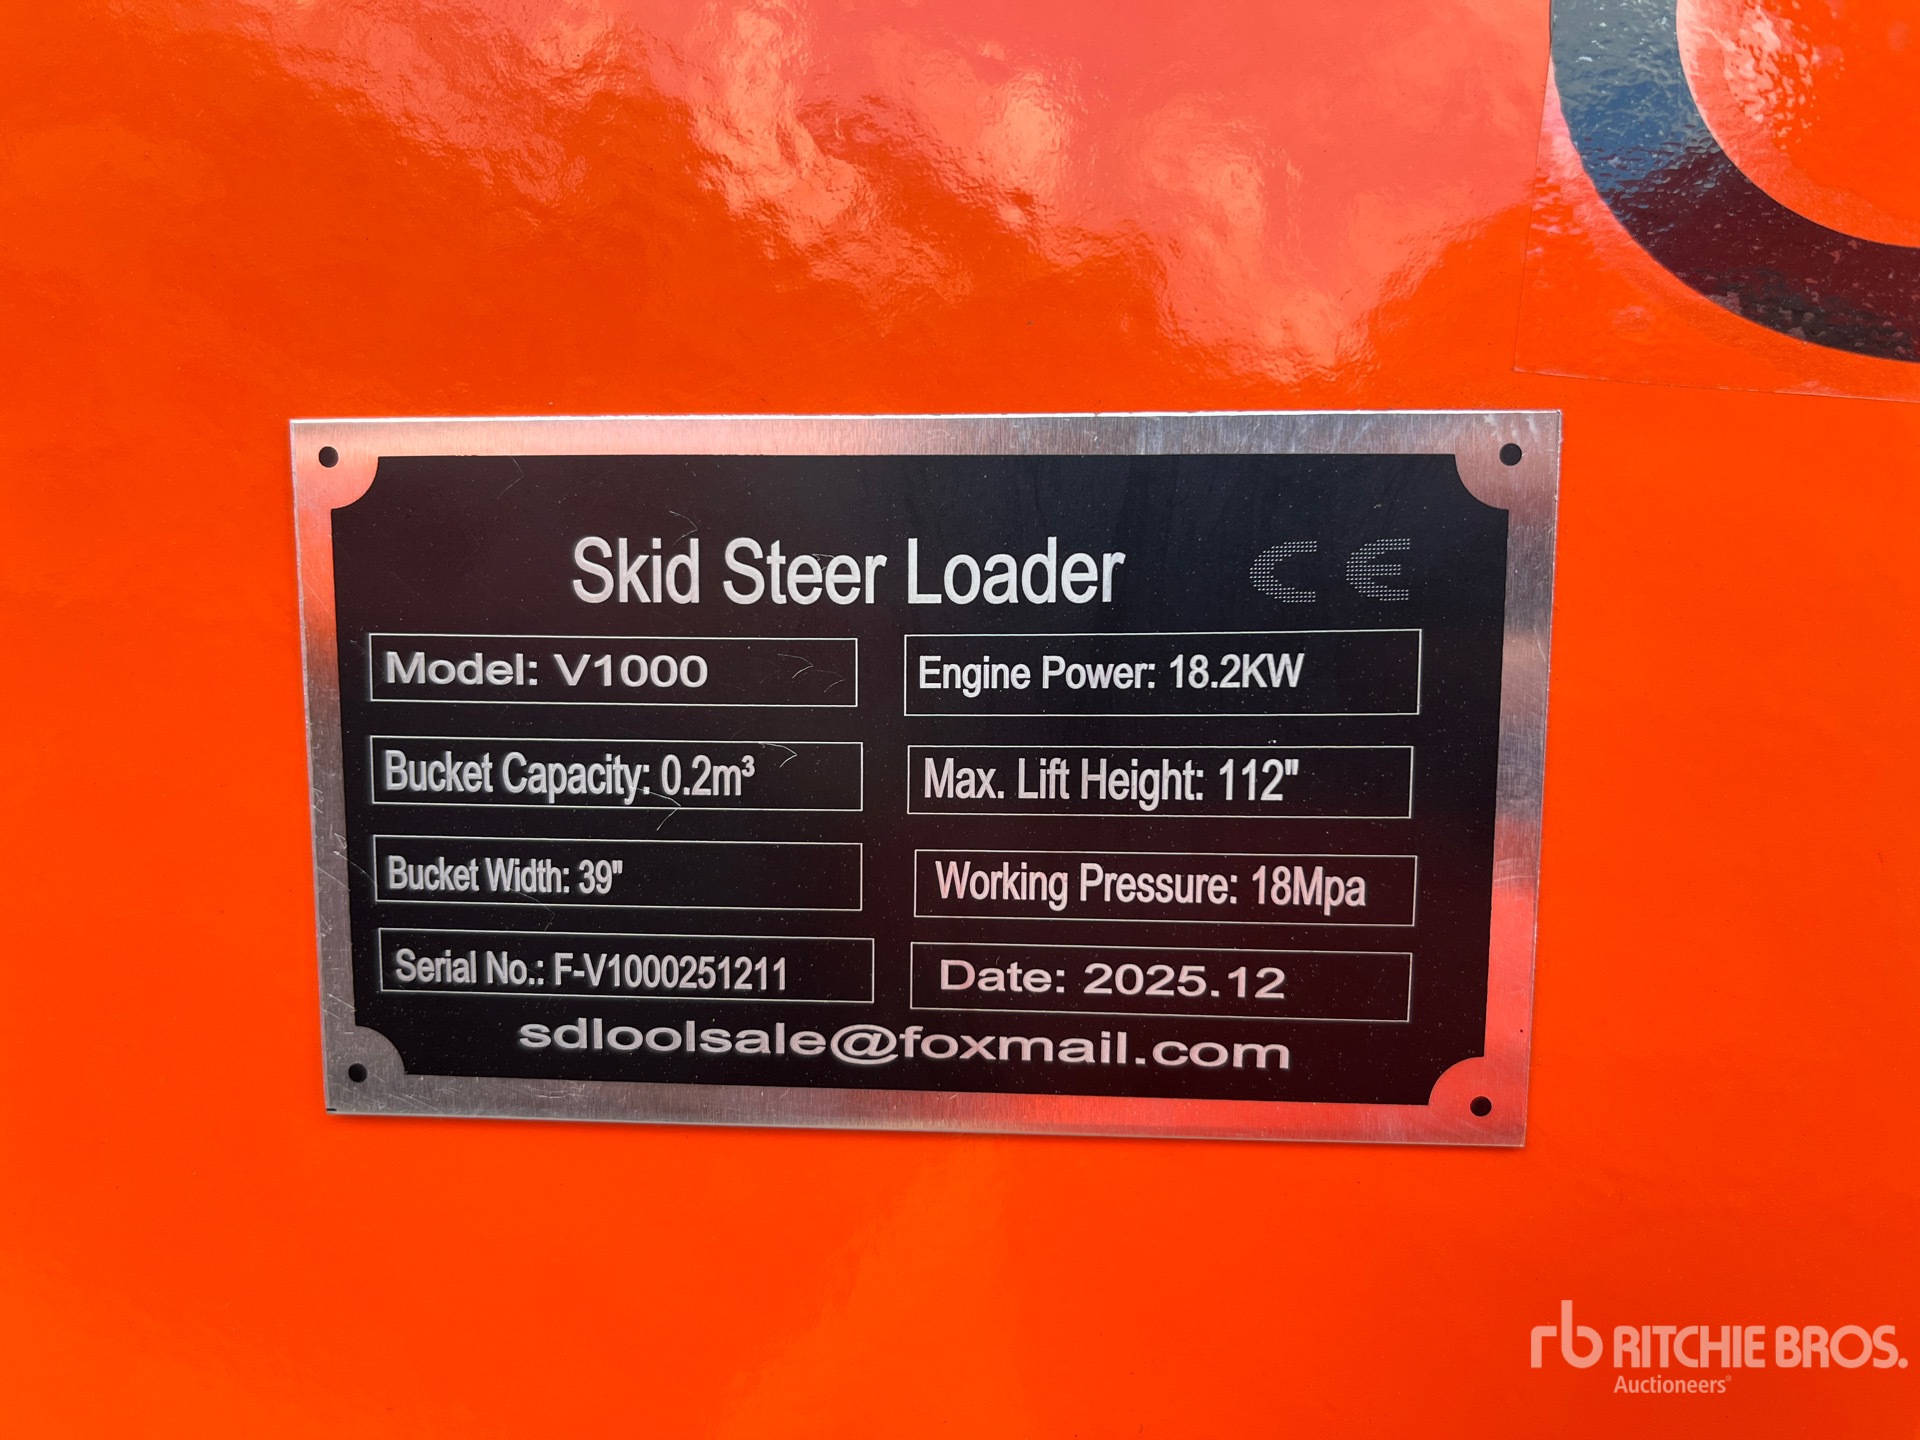 Skid Steer Loader CE
Model: V1000
Engine Power: 18.2KW
Bucket Capacity: 0.2m³
Max. Lift Height: 112"
Bucket Width: 39"
Working Pressure: 18Mpa
Serial No.: F-V1000251211
Date: 2025.12
sdloolsale@foxmail.com
rb RITCHIE BROS.
Auctioneers®